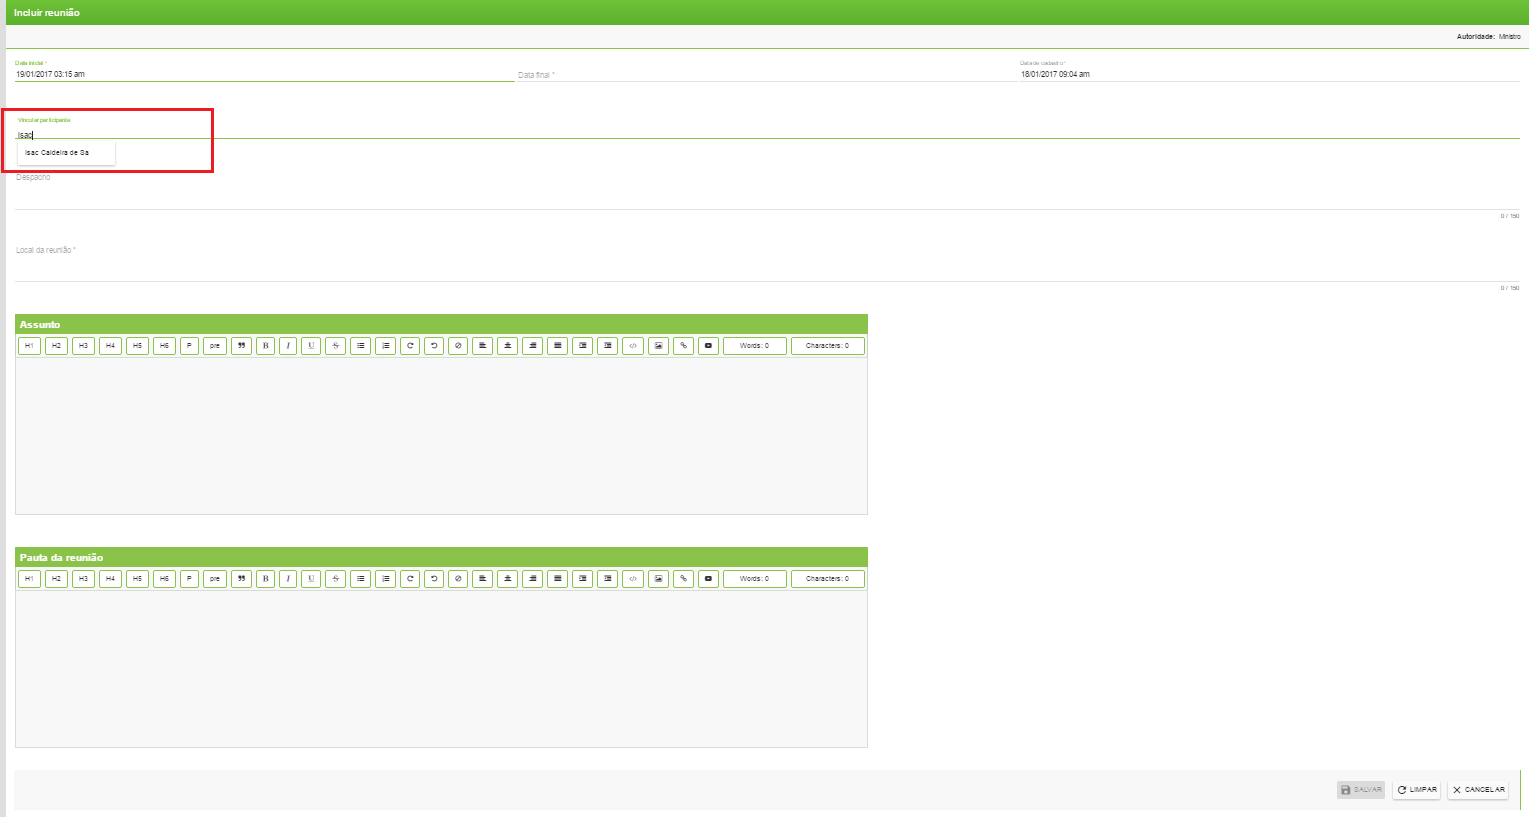 Incluir reunião
Autoridade: Ministro
Data inicial *
19/01/2017 03:15 am
Data final *
Data de cadastro *
18/01/2017 09:04 am
Vincular participante
Isac
Isac Caldeira de Sa
Despacho
0 / 150
Local da reunião *
0 / 150
Assunto
H1 H2 H3 H4 H5 H6 P pre B I U S Words: 0 Characters: 0
Pauta da reunião
H1 H2 H3 H4 H5 H6 P pre B I U S Words: 0 Characters: 0
SALVAR LIMPAR CANCELAR